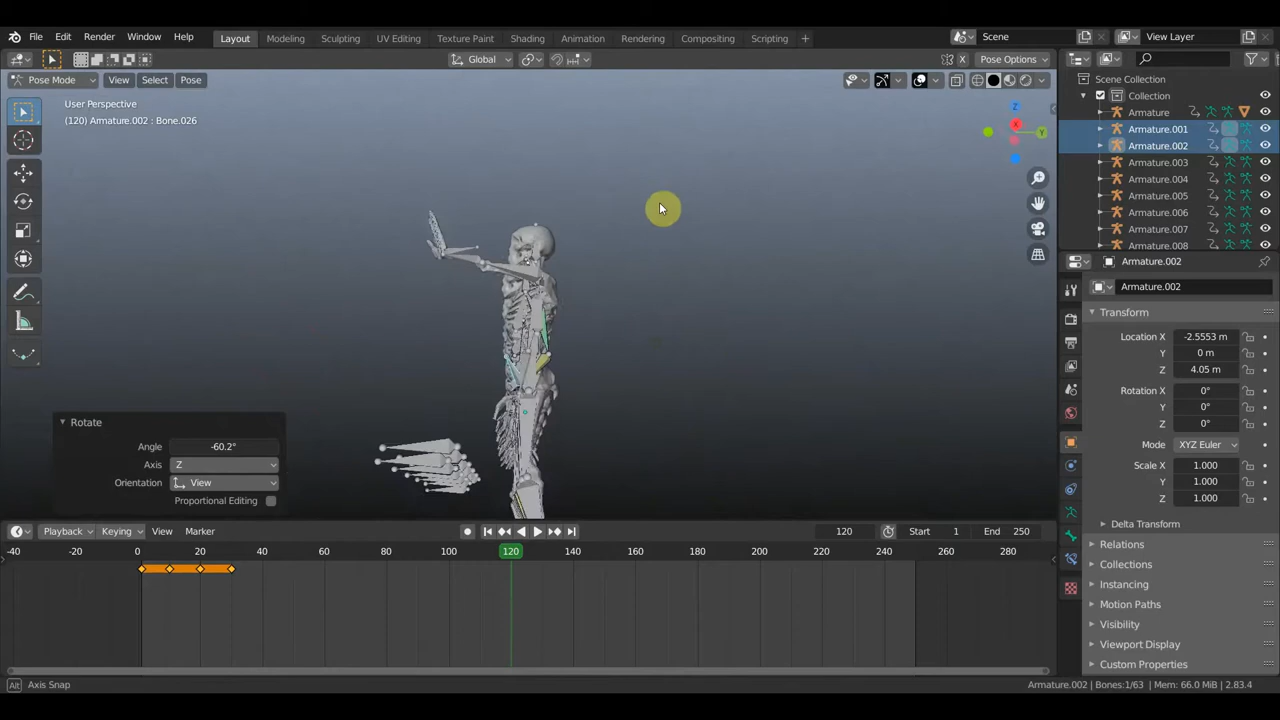 File Edit Render Window Help Layout Modeling Sculpting UV Editing Texture Paint Shading Animation Rendering Compositing Scripting + Scene View Layer
Global X Pose Options
Pose Mode View Select Pose
User Perspective
(120) Armature.002 : Bone.026
Z
X
Y
Scene Collection
Collection
Armature
Armature.001
Armature.002
Armature.003
Armature.004
Armature.005
Armature.006
Armature.007
Armature.008
Armature.002
Armature.002
Transform
Location X -2.5553 m
Y 0 m
Z 4.05 m
Rotation X 0°
Y 0°
Z 0°
Mode XYZ Euler
Scale X 1.000
Y 1.000
Z 1.000
Delta Transform
Relations
Collections
Instancing
Motion Paths
Visibility
Viewport Display
Custom Properties
Rotate
Angle -60.2°
Axis Z
Orientation View
Proportional Editing
Playback Keying View Marker 120 Start 1 End 250
-40 -20 0 20 40 60 80 100 120 140 160 180 200 220 240 260 280
Alt Axis Snap Armature.002 | Bones:1/63 | Mem: 66.0 MiB | 2.83.4